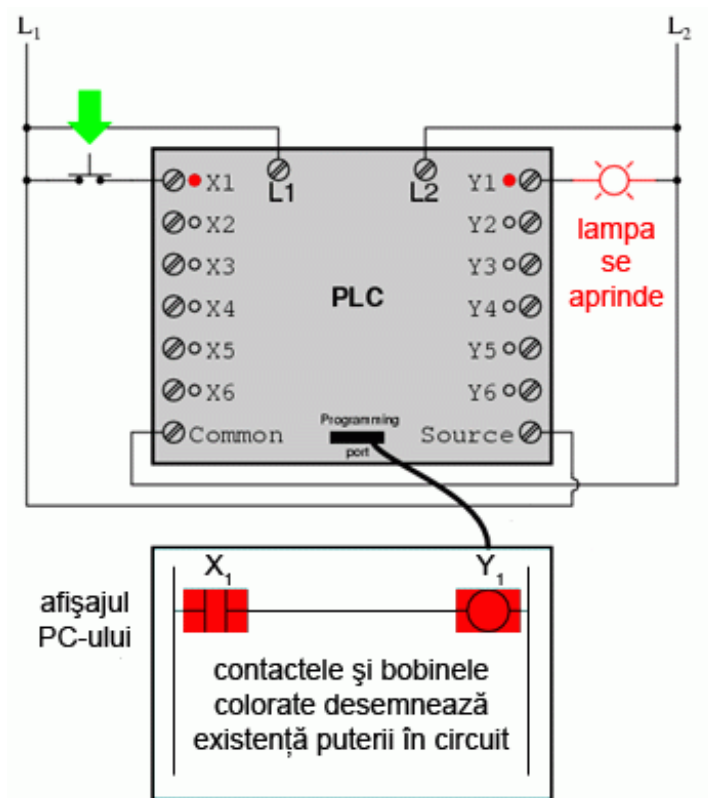 L1 L2
L1 L2
X1 Y1
X2 Y2
X3 Y3
X4 PLC Y4
X5 Y5
X6 Y6
Common Programming port Source
lampa
se
aprinde
afişajul
PC-ului
X1 Y1
contactele şi bobinele
colorate desemnează
existenţă puterii în circuit